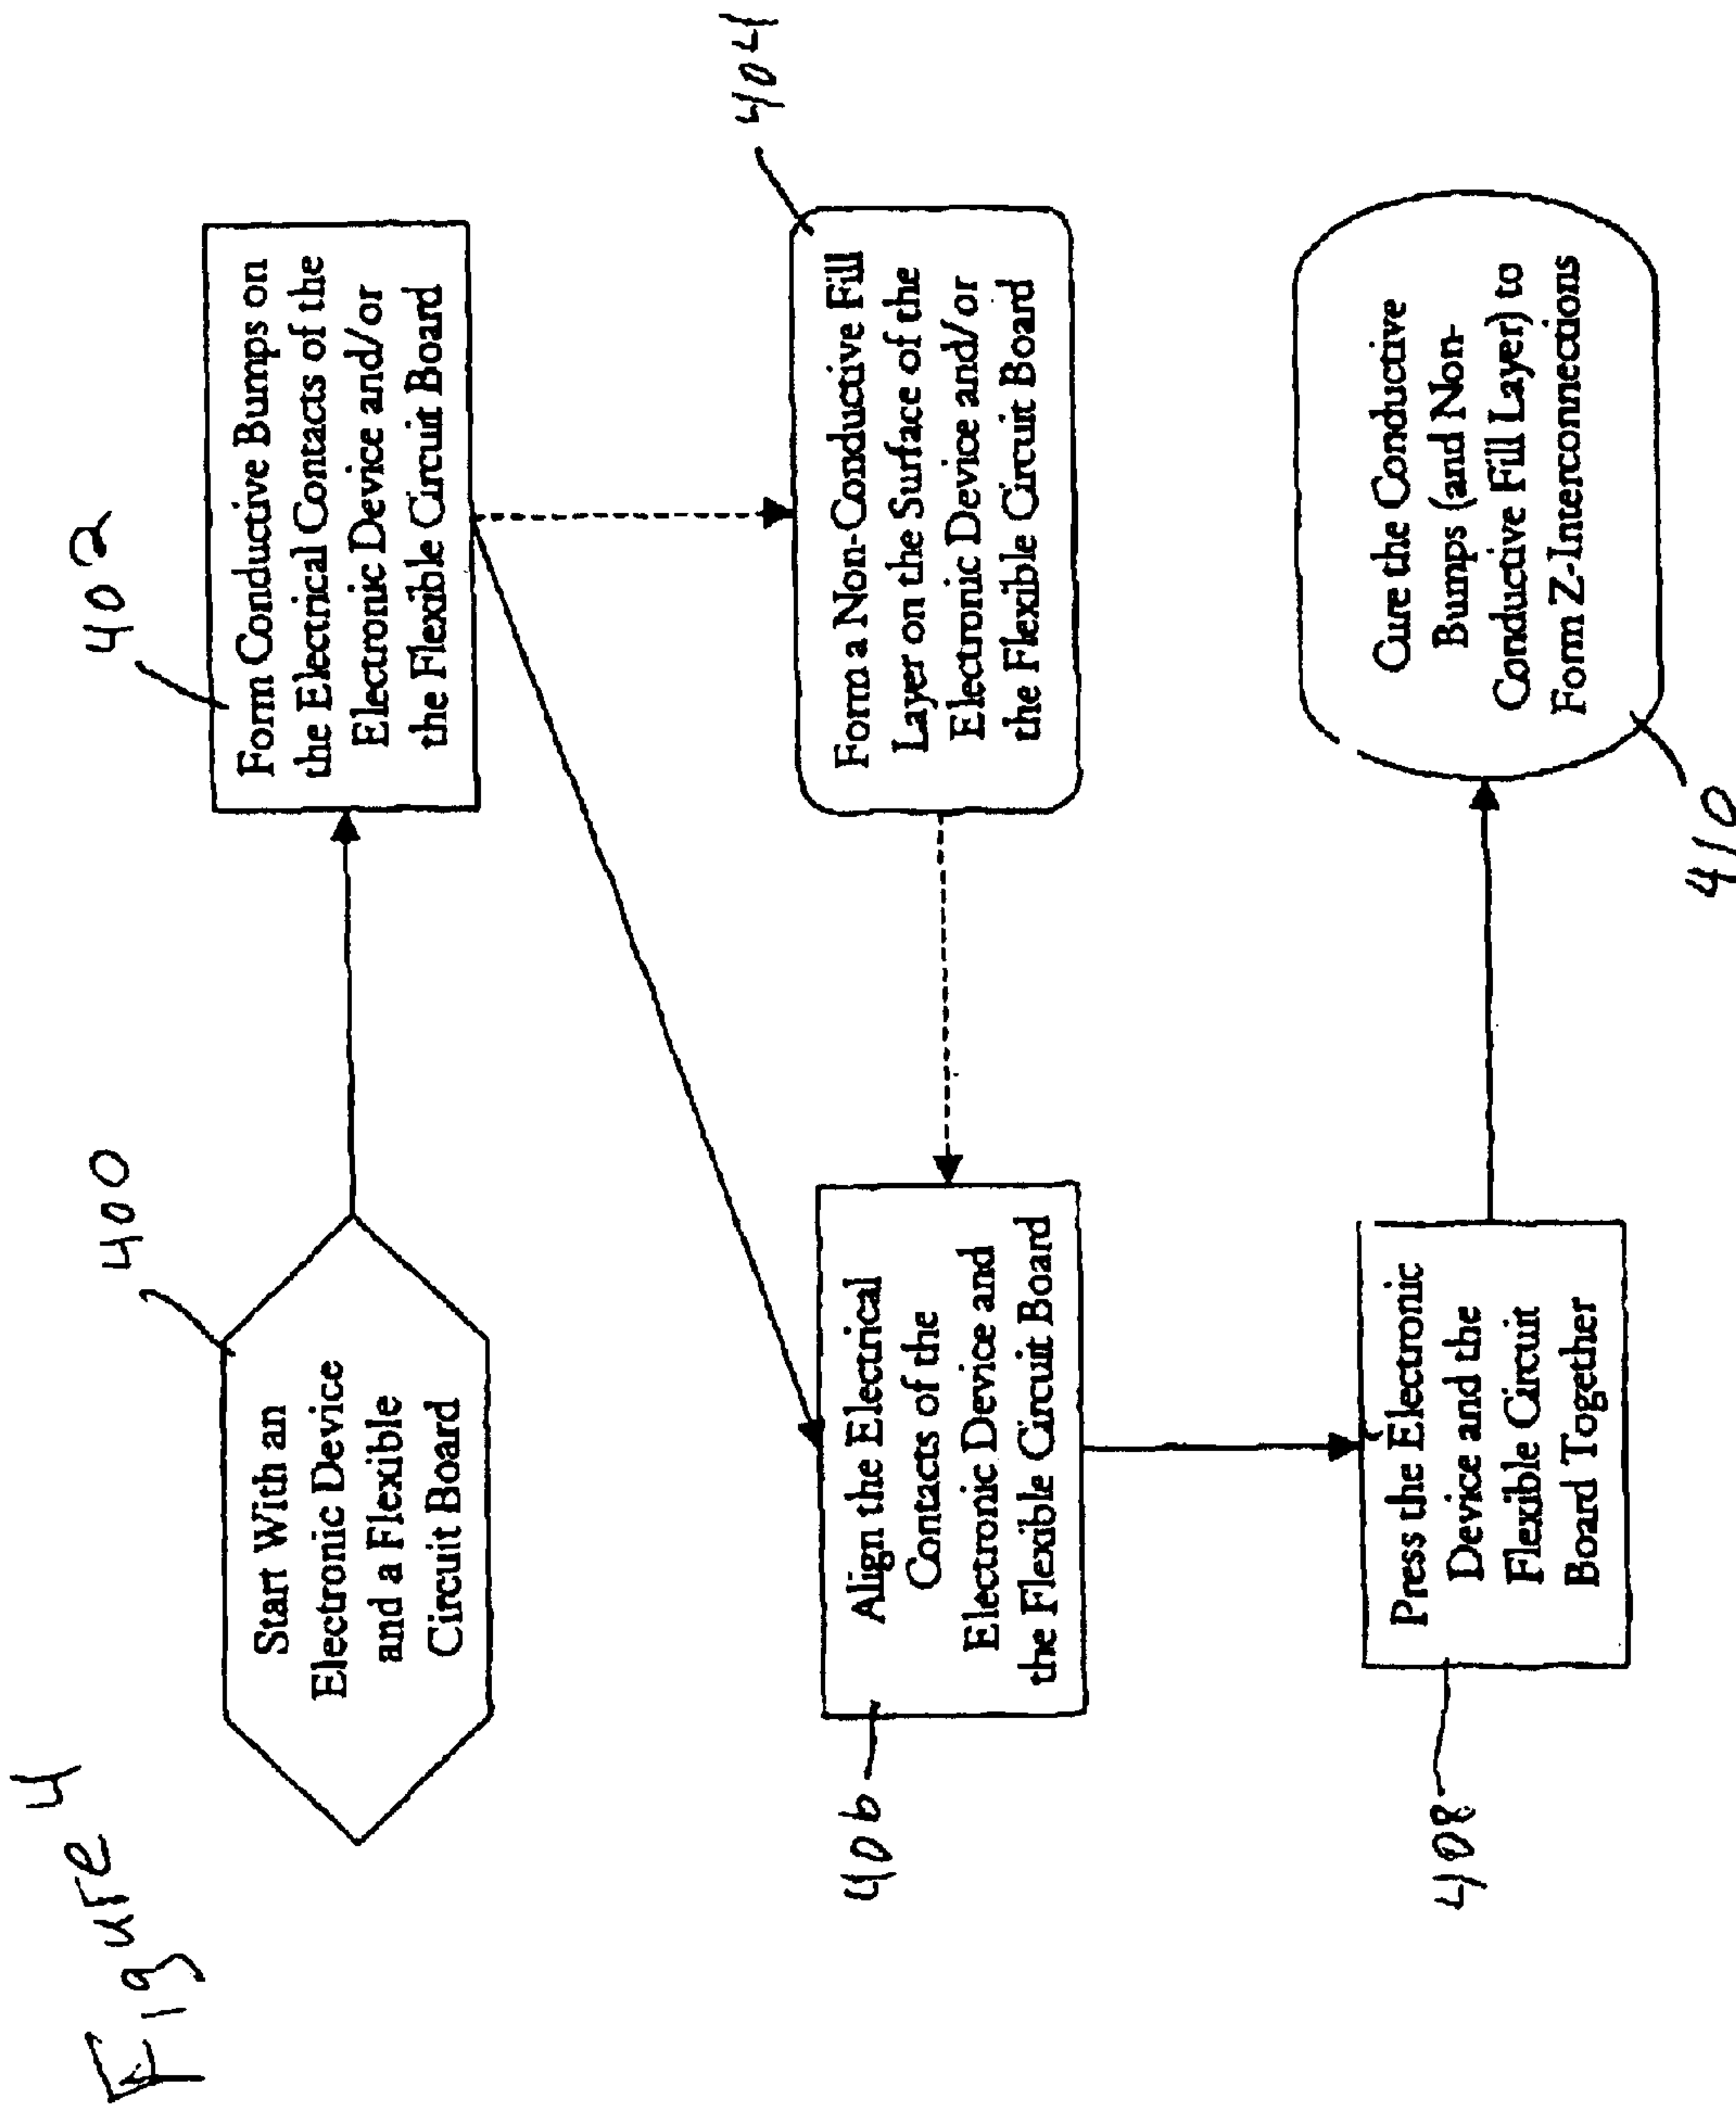 Figure 4
400
Start With an
Electronic Device
and a Flexible
Circuit Board
402
Form Conductive Bumps on
the Electrical Contacts of the
Electronic Device and/or
the Flexible Circuit Board
404
Form a Non-Conductive Fill
Layer on the Surface of the
Electronic Device and/or
the Flexible Circuit Board
406
Align the Electrical
Contacts of the
Electronic Device and
the Flexible Circuit Board
408
Press the Electronic
Device and the
Flexible Circuit
Board Together
410
Cure the Conductive
Bumps (and Non-
Conductive Fill Layer) to
Form Z-Interconnections